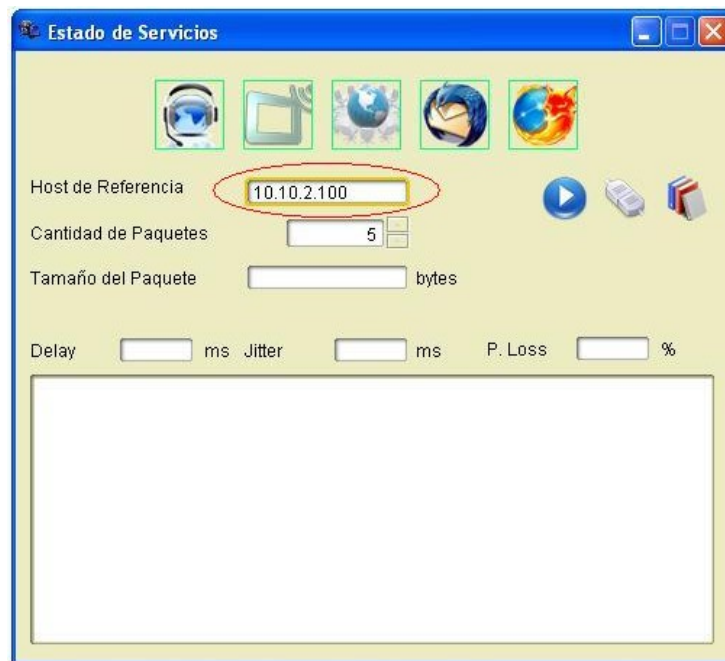 Estado de Servicios
Host de Referencia 10.10.2.100
Cantidad de Paquetes 5
Tamaño del Paquete bytes
Delay ms Jitter ms P. Loss %